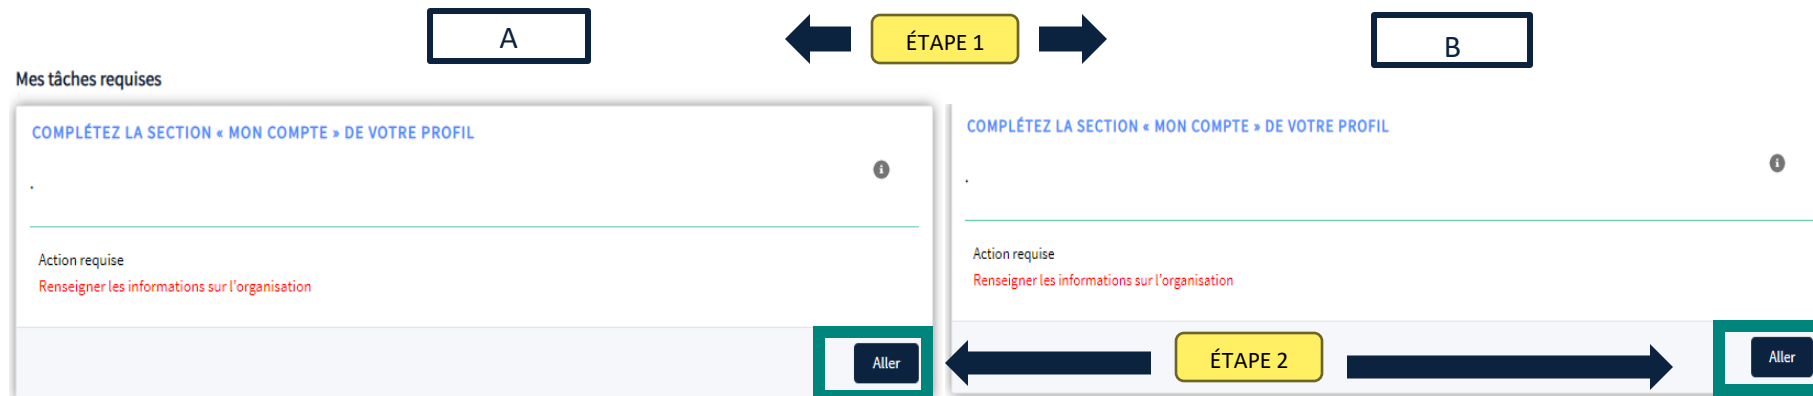 A
ÉTAPE 1
B
Mes tâches requises
COMPLÉTEZ LA SECTION « MON COMPTE » DE VOTRE PROFIL
.
Action requise
Renseigner les informations sur l'organisation
Aller
COMPLÉTEZ LA SECTION « MON COMPTE » DE VOTRE PROFIL
.
Action requise
Renseigner les informations sur l'organisation
ÉTAPE 2
Aller